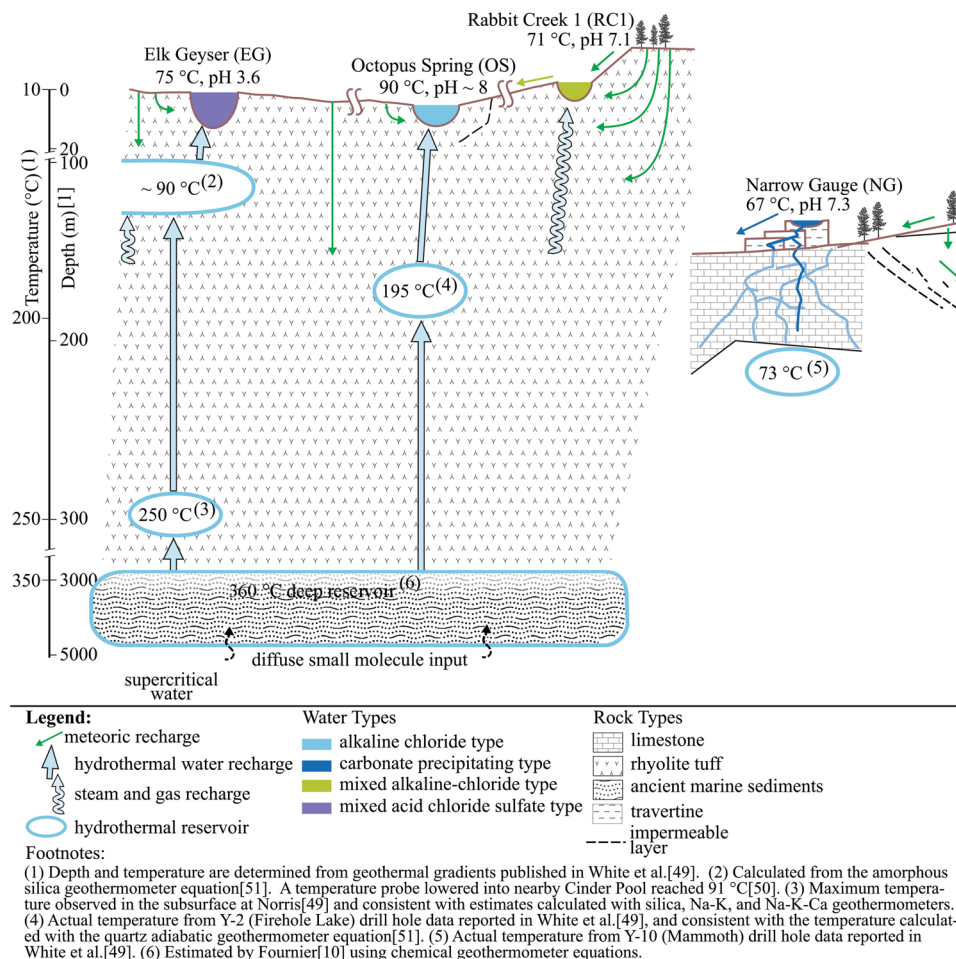 Rabbit Creek 1 (RC1)
71 °C, pH 7.1
Elk Geyser (EG)
75 °C, pH 3.6
Octopus Spring (OS)
90 °C, pH ~ 8
10
0
20
100
~ 90 °C(2)
Temperature (°C)(1)
Depth (m)[1]
Narrow Gauge (NG)
67 °C, pH 7.3
195 °C(4)
200
200
73 °C (5)
250 °C(3)
250
300
350
3000
360 °C deep reservoir(6)
5000
diffuse small molecule input
supercritical
water
Legend:
meteoric recharge
hydrothermal water recharge
steam and gas recharge
hydrothermal reservoir
Water Types
alkaline chloride type
carbonate precipitating type
mixed alkaline-chloride type
mixed acid chloride sulfate type
Rock Types
limestone
rhyolite tuff
ancient marine sediments
travertine
impermeable
layer
Footnotes:
(1) Depth and temperature are determined from geothermal gradients published in White et al.[49]. (2) Calculated from the amorphous
silica geothermometer equation[51]. A temperature probe lowered into nearby Cinder Pool reached 91 °C[50]. (3) Maximum tempera-
ture observed in the subsurface at Norris[49] and consistent with estimates calculated with silica, Na-K, and Na-K-Ca geothermometers.
(4) Actual temperature from Y-2 (Firehole Lake) drill hole data reported in White et al.[49], and consistent with the temperature calculat-
ed with the quartz adiabatic geothermometer equation[51]. (5) Actual temperature from Y-10 (Mammoth) drill hole data reported in
White et al.[49]. (6) Estimated by Fournier[10] using chemical geothermometer equations.